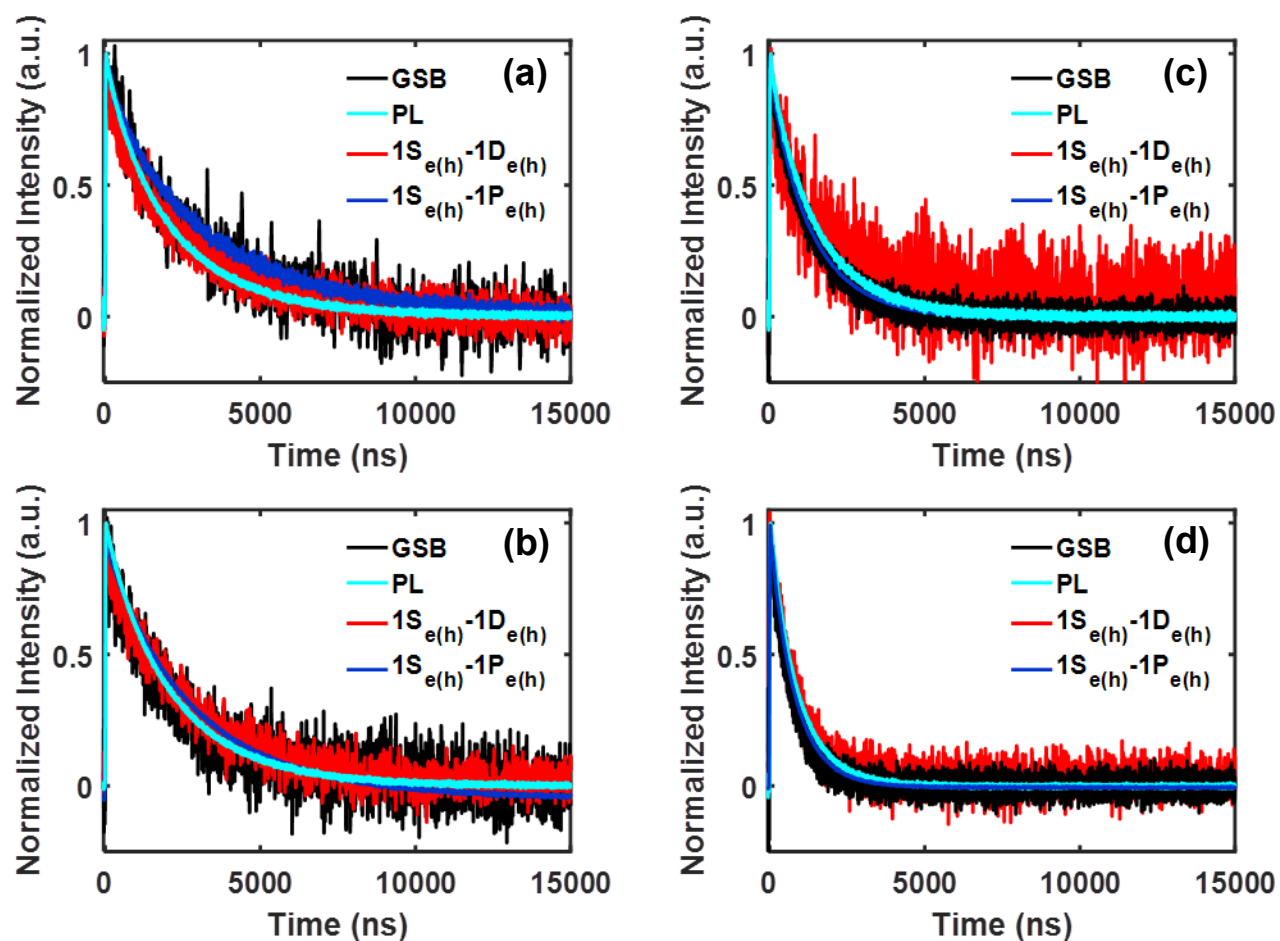 (a)
GSB
PL
1Se(h)-1De(h)
1Se(h)-1Pe(h)
Normalized Intensity (a.u.)
1
0.5
0
0 5000 10000 15000
Time (ns)
(c)
GSB
PL
1Se(h)-1De(h)
1Se(h)-1Pe(h)
Normalized Intensity (a.u.)
1
0.5
0
0 5000 10000 15000
Time (ns)
(b)
GSB
PL
1Se(h)-1De(h)
1Se(h)-1Pe(h)
Normalized Intensity (a.u.)
1
0.5
0
0 5000 10000 15000
Time (ns)
(d)
GSB
PL
1Se(h)-1De(h)
1Se(h)-1Pe(h)
Normalized Intensity (a.u.)
1
0.5
0
0 5000 10000 15000
Time (ns)